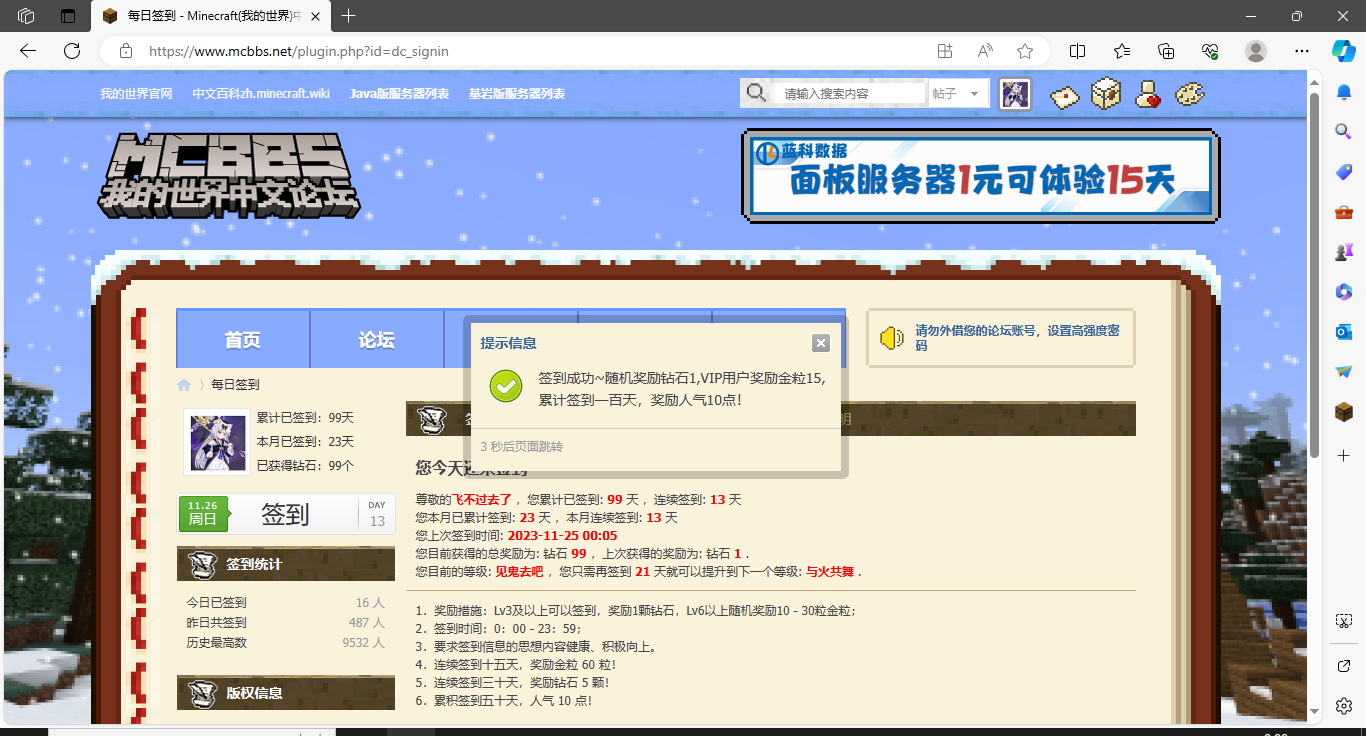 每日签到 - Minecraft(我的世界)中
https://www.mcbbs.net/plugin.php?id=dc_signin
我的世界官网 中文百科zh.minecraft.wiki Java版服务器列表 基岩版服务器列表
请输入搜索内容 帖子
MCBBS
我的世界中文论坛
蓝科数据
面板服务器1元可体验15天
首页 论坛
请勿外借您的论坛账号，设置高强度密
码
提示信息
签到成功~随机奖励钻石1,VIP用户奖励金粒15,
累计签到一百天，奖励人气10点！
3 秒后页面跳转
每日签到
累计已签到：99天
本月已签到：23天
已获得钻石：99个
明
您今天还未签到
11.26
周日
签到
DAY
13
尊敬的飞不过去了 ，您累计已签到: 99 天 ，连续签到: 13 天
您本月已累计签到: 23 天 ，本月连续签到: 13 天
您上次签到时间: 2023-11-25 00:05
您目前获得的总奖励为: 钻石 99 ，上次获得的奖励为: 钻石 1 .
您目前的等级: 见鬼去吧 ，您只需再签到 21 天就可以提升到下一个等级: 与火共舞 .
签到统计
今日已签到 16 人
昨日共签到 487 人
历史最高数 9532 人
版权信息
1. 奖励措施：Lv3及以上可以签到，奖励1颗钻石，Lv6以上随机奖励10 - 30粒金粒；
2. 签到时间：0：00 - 23：59；
3. 要求签到信息的思想内容健康、积极向上。
4. 连续签到十五天，奖励金粒 60 粒！
5. 连续签到三十天，奖励钻石 5 颗！
6. 累积签到五十天，人气 10 点！